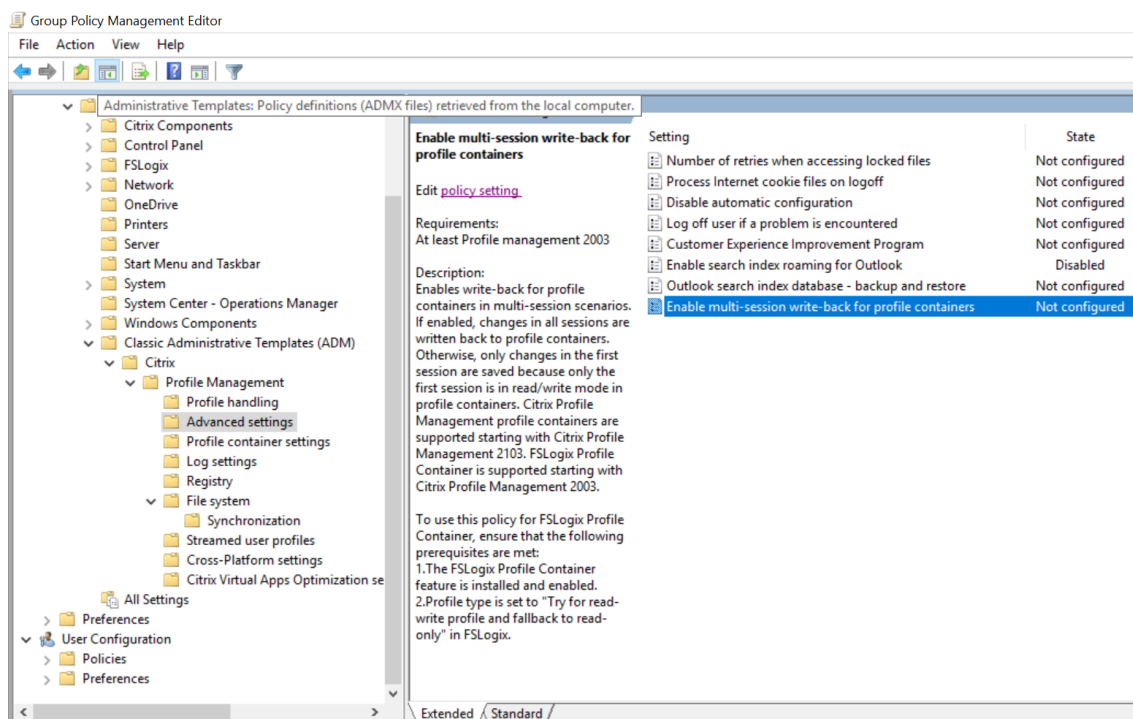 Group Policy Management Editor
File Action View Help
Administrative Templates: Policy definitions (ADMX files) retrieved from the local computer.
Citrix Components
Control Panel
FSLogix
Network
OneDrive
Printers
Server
Start Menu and Taskbar
System
System Center - Operations Manager
Windows Components
Classic Administrative Templates (ADM)
Citrix
Profile Management
Profile handling
Advanced settings
Profile container settings
Log settings
Registry
File system
Synchronization
Streamed user profiles
Cross-Platform settings
Citrix Virtual Apps Optimization se
All Settings
Preferences
User Configuration
Policies
Preferences
Enable multi-session write-back for
profile containers
Edit policy setting
Requirements:
At least Profile management 2003
Description:
Enables write-back for profile
containers in multi-session scenarios.
If enabled, changes in all sessions are
written back to profile containers.
Otherwise, only changes in the first
session are saved because only the
first session is in read/write mode in
profile containers. Citrix Profile
Management profile containers are
supported starting with Citrix Profile
Management 2103. FSLogix Profile
Container is supported starting with
Citrix Profile Management 2003.
To use this policy for FSLogix Profile
Container, ensure that the following
prerequisites are met:
1.The FSLogix Profile Container
feature is installed and enabled.
2.Profile type is set to "Try for read-
write profile and fallback to read-
only" in FSLogix.
Setting State
Number of retries when accessing locked files Not configured
Process Internet cookie files on logoff Not configured
Disable automatic configuration Not configured
Log off user if a problem is encountered Not configured
Customer Experience Improvement Program Not configured
Enable search index roaming for Outlook Disabled
Outlook search index database - backup and restore Not configured
Enable multi-session write-back for profile containers Not configured
Extended Standard